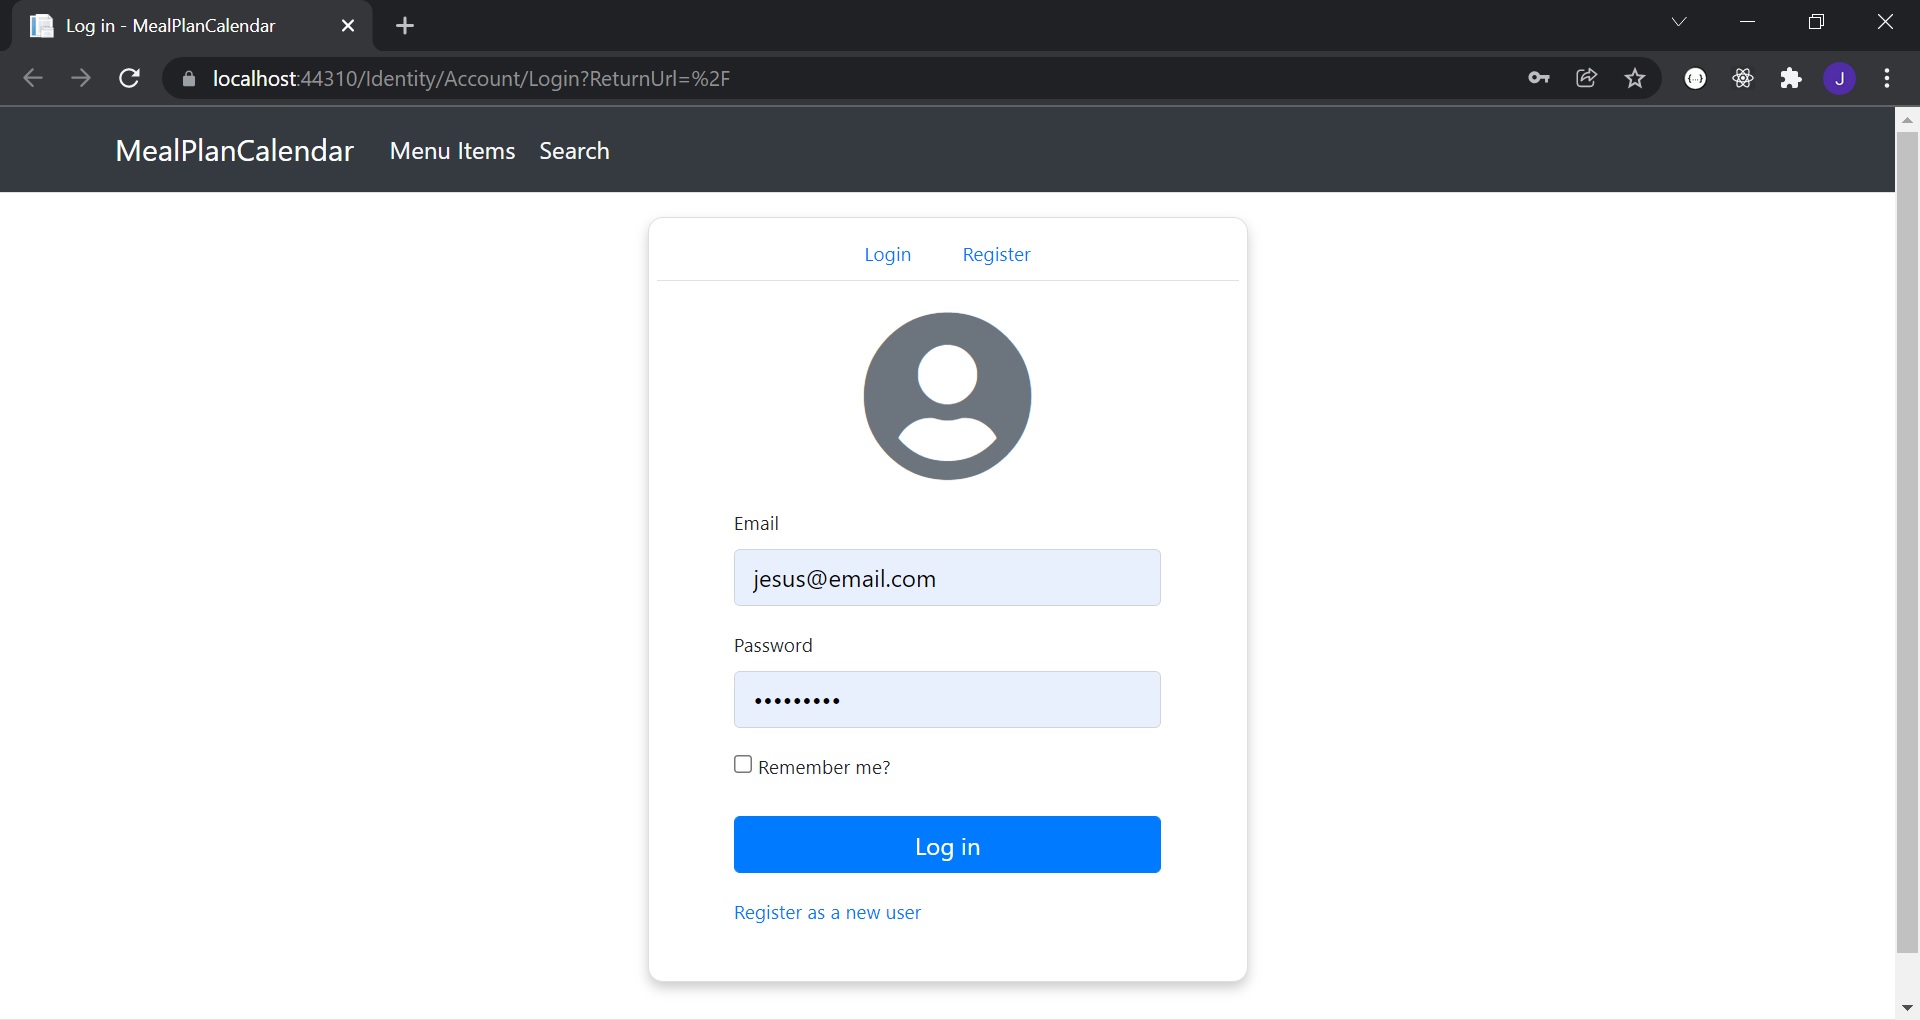 Log in - MealPlanCalendar
localhost:44310/Identity/Account/Login?ReturnUrl=%2F
J
MealPlanCalendar Menu Items Search
Login Register
Email
jesus@email.com
Password
•••••••••
Remember me?
Log in
Register as a new user